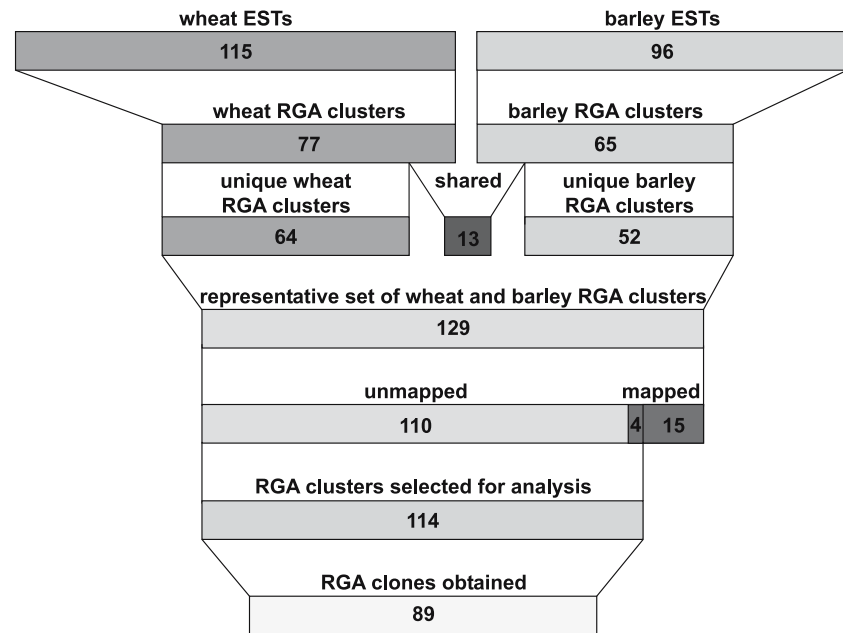 wheat ESTs
barley ESTs
115
96
wheat RGA clusters
barley RGA clusters
77
65
unique wheat
RGA clusters
shared
unique barley
RGA clusters
64
13
52
representative set of wheat and barley RGA clusters
129
unmapped
mapped
110
4
15
RGA clusters selected for analysis
114
RGA clones obtained
89